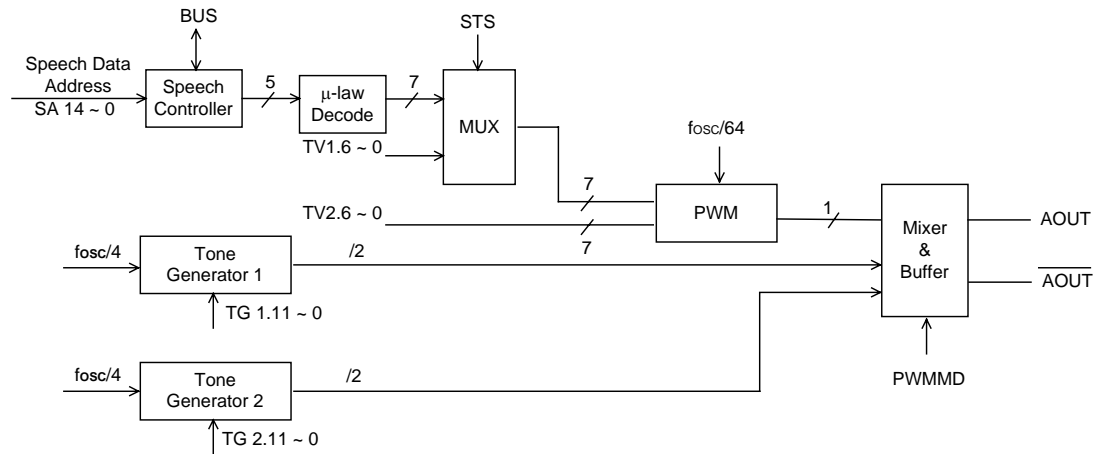 BUS
STS
Speech Data
Address
SA 14 ~ 0
Speech
Controller
5
μ-law
Decode
7
MUX
TV1.6 ~ 0
fosc/64
7
TV2.6 ~ 0
7
PWM
1
Mixer
&
Buffer
AOUT
AOUT
fosc/4
Tone
Generator 1
/2
TG 1.11 ~ 0
PWMMD
fosc/4
Tone
Generator 2
/2
TG 2.11 ~ 0